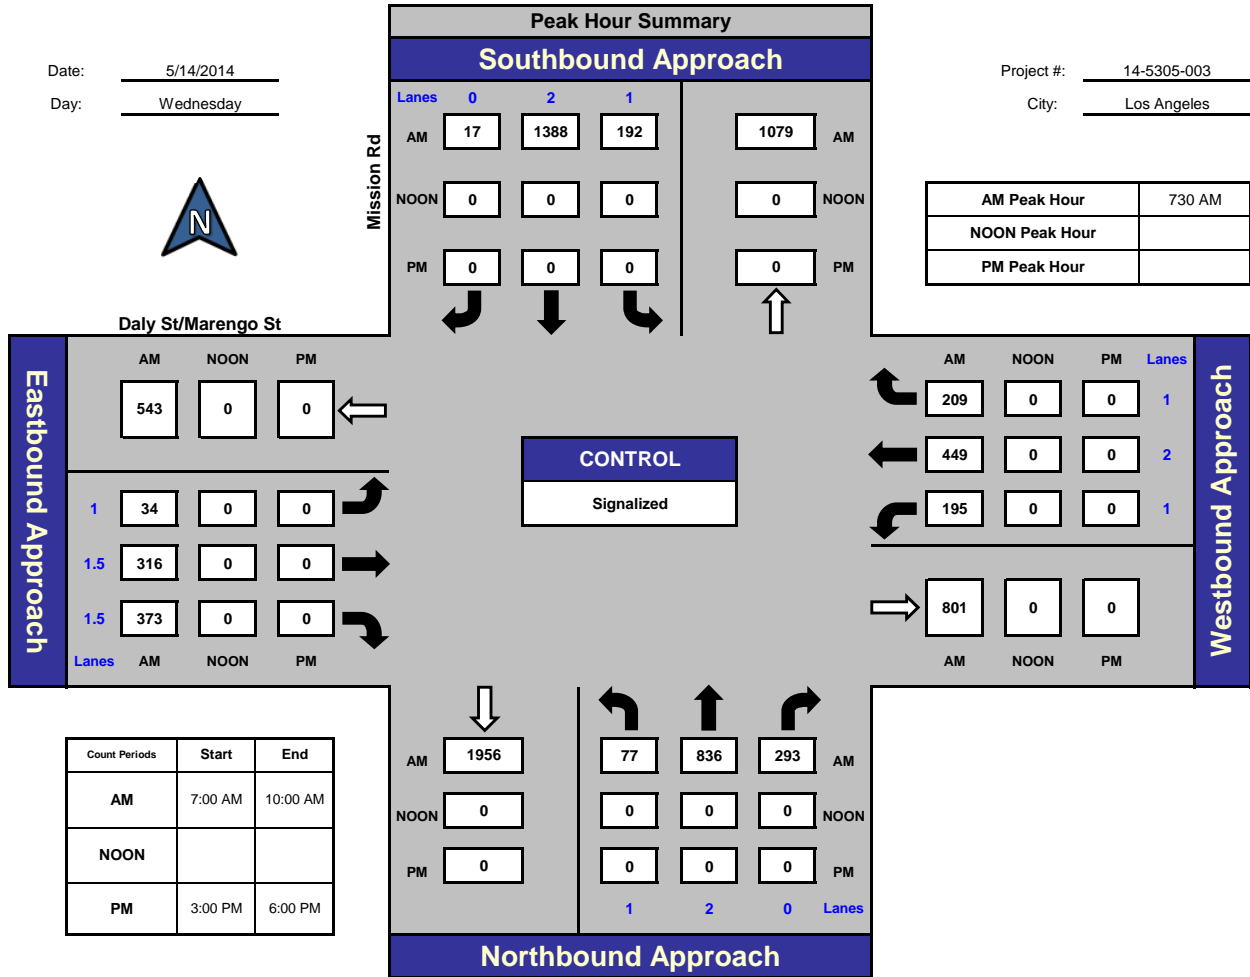 Peak Hour Summary
Southbound Approach
Date: 5/14/2014
Day: Wednesday
Project #: 14-5305-003
City: Los Angeles
N
Mission Rd
Lanes 0 2 1
AM 17 1388 192 1079 AM
NOON 0 0 0 0 NOON
PM 0 0 0 0 PM
AM Peak Hour 730 AM
NOON Peak Hour
PM Peak Hour
Daly St/Marengo St
Eastbound Approach
AM NOON PM
543 0 0
1 34 0 0
1.5 316 0 0
1.5 373 0 0
Lanes AM NOON PM
CONTROL
Signalized
AM NOON PM Lanes
209 0 0 1
449 0 0 2
195 0 0 1
801 0 0
AM NOON PM
Westbound Approach
Count Periods Start End
AM 7:00 AM 10:00 AM
NOON
PM 3:00 PM 6:00 PM
AM 1956 77 836 293 AM
NOON 0 0 0 0 NOON
PM 0 0 0 0 PM
1 2 0 Lanes
Northbound Approach